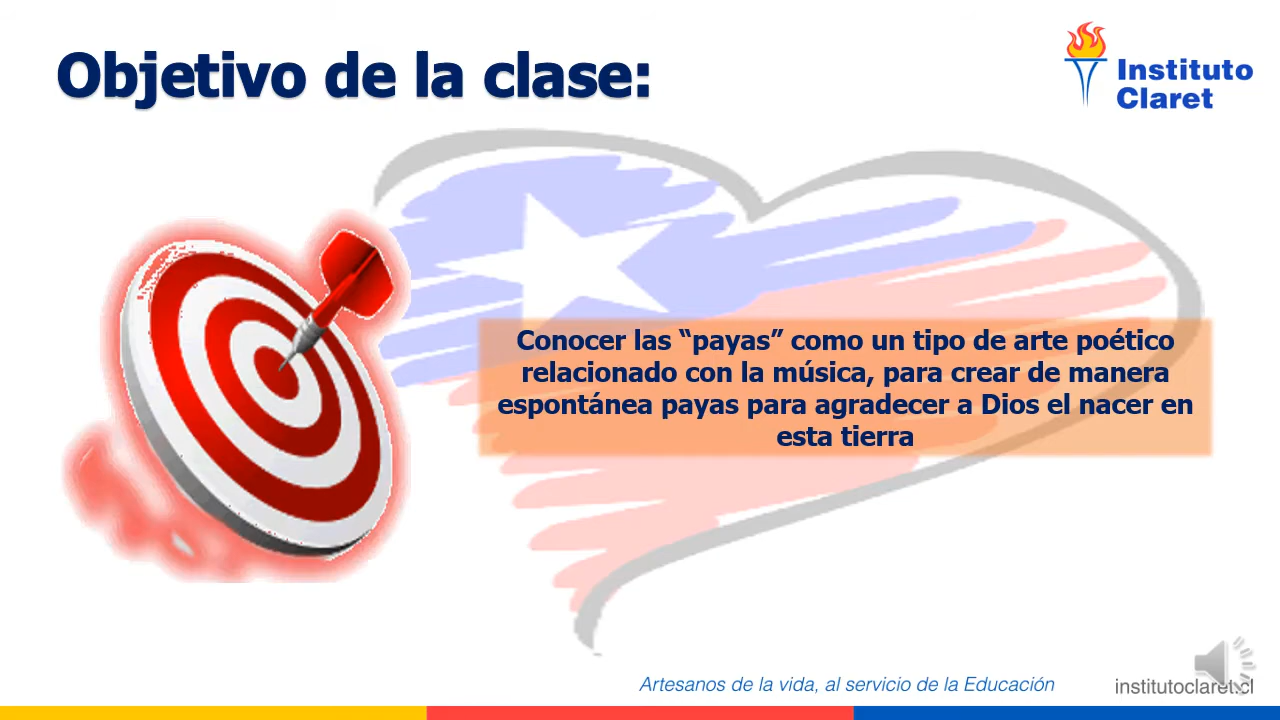 Objetivo de la clase:
Instituto
Claret
Conocer las “payas” como un tipo de arte poético
relacionado con la música, para crear de manera
espontánea payas para agradecer a Dios el nacer en
esta tierra
Artesanos de la vida, al servicio de la Educación
institutoclaret.cl